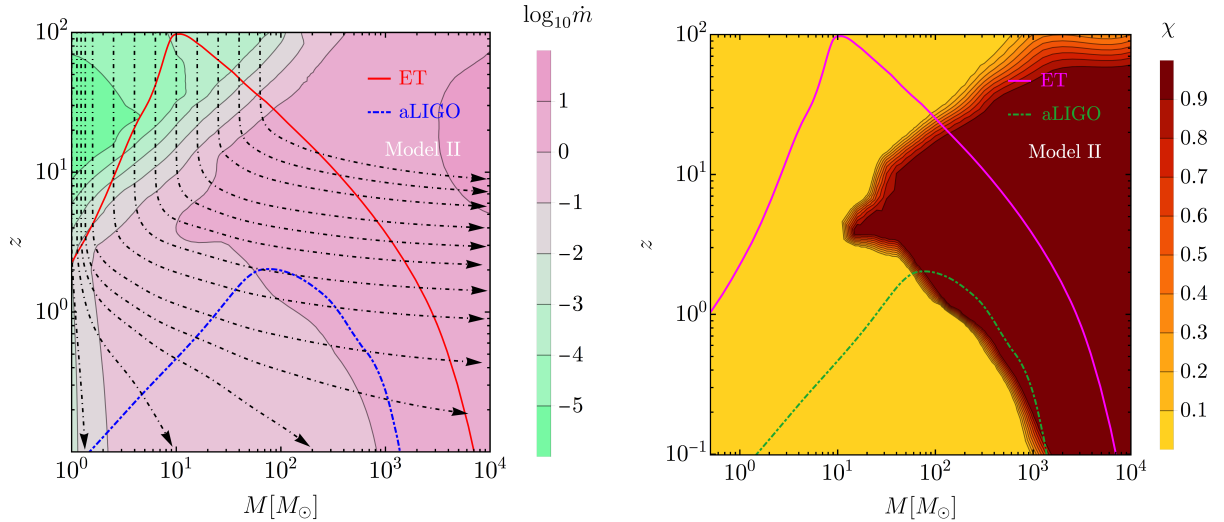 log₁₀ ṁ
10²
10¹
10⁰
z
ET
aLIGO
Model II
10⁰ 10¹ 10² 10³ 10⁴
M[M☉]
1
0
−1
−2
−3
−4
−5
χ
10²
10¹
10⁰
10⁻¹
z
ET
aLIGO
Model II
10⁰ 10¹ 10² 10³ 10⁴
M[M☉]
0.9
0.8
0.7
0.6
0.5
0.4
0.3
0.2
0.1